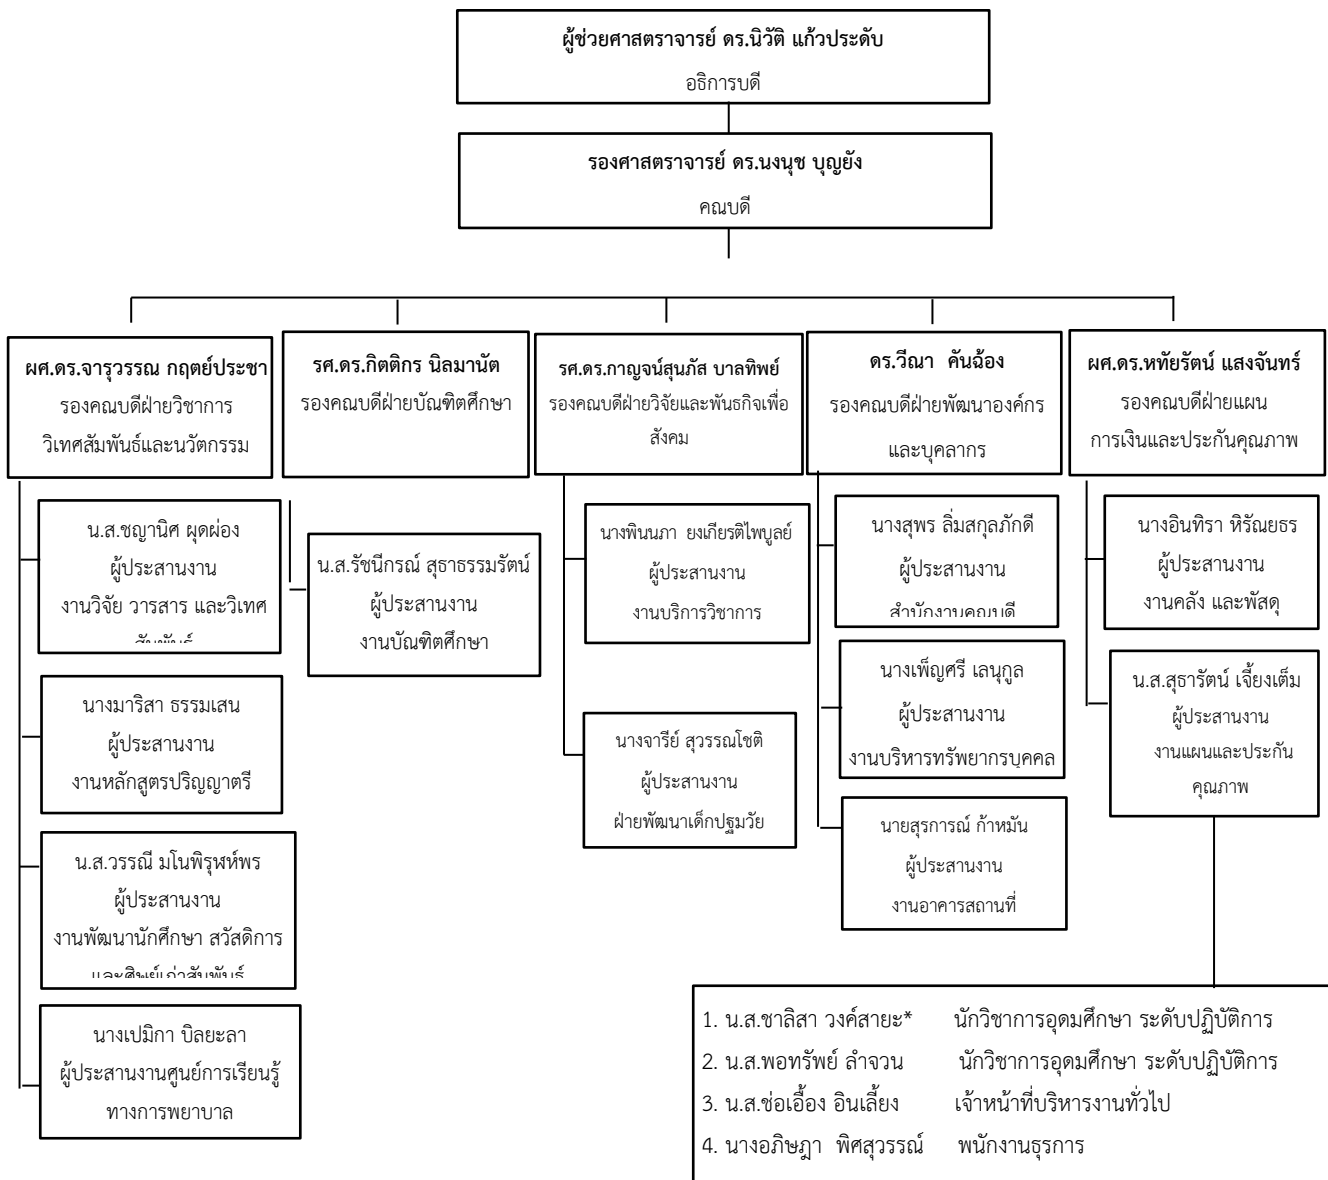 ผู้ช่วยศาสตราจารย์ ดร.นิวัติ แก้วประดับ
อธิการบดี
รองศาสตราจารย์ ดร.นงนุช บุญยัง
คณบดี
ผศ.ดร.จารุวรรณ กฤตย์ประชา
รองคณบดีฝ่ายวิชาการ
วิเทศสัมพันธ์และนวัตกรรม
รศ.ดร.กิตติกร นิลมานัต
รองคณบดีฝ่ายบัณฑิตศึกษา
รศ.ดร.กาญจน์สุนภัส บาลทิพย์
รองคณบดีฝ่ายวิจัยและพันธกิจเพื่อ
สังคม
ดร.วีณา คันฉ้อง
รองคณบดีฝ่ายพัฒนาองค์กร
และบุคลากร
ผศ.ดร.หทัยรัตน์ แสงจันทร์
รองคณบดีฝ่ายแผน
การเงินและประกันคุณภาพ
น.ส.ชญานิศ ผุดผ่อง
ผู้ประสานงาน
งานวิจัย วารสาร และวิเทศ
สัมพันธ์
นางมาริสา ธรรมเสน
ผู้ประสานงาน
งานหลักสูตรปริญญาตรี
น.ส.วรรณี มโนพิรุฬห์พร
ผู้ประสานงาน
งานพัฒนานักศึกษา สวัสดิการ
และศิษย์เก่าสัมพันธ์
นางเปมิกา บิลยะลา
ผู้ประสานงานศูนย์การเรียนรู้
ทางการพยาบาล
น.ส.รัชนีกรณ์ สุธาธรรมรัตน์
ผู้ประสานงาน
งานบัณฑิตศึกษา
นางพินนภา ยงเกียรติไพบูลย์
ผู้ประสานงาน
งานบริการวิชาการ
นางจารีย์ สุวรรณโชติ
ผู้ประสานงาน
ฝ่ายพัฒนาเด็กปฐมวัย
นางสุพร ลิ่มสกุลภักดี
ผู้ประสานงาน
สำนักงานคณบดี
นางเพ็ญศรี เลนุกูล
ผู้ประสานงาน
งานบริหารทรัพยากรบุคคล
นายสุรการณ์ ก้าหมัน
ผู้ประสานงาน
งานอาคารสถานที่
นางอินทิรา หิรัณยธร
ผู้ประสานงาน
งานคลัง และพัสดุ
น.ส.สุธารัตน์ เจี้ยงเต็ม
ผู้ประสานงาน
งานแผนและประกัน
คุณภาพ
1. น.ส.ชาลิสา วงค์สายะ* นักวิชาการอุดมศึกษา ระดับปฏิบัติการ
2. น.ส.พอทรัพย์ ลำจวน นักวิชาการอุดมศึกษา ระดับปฏิบัติการ
3. น.ส.ช่อเอื้อง อินเลี้ยง เจ้าหน้าที่บริหารงานทั่วไป
4. นางอภิษฎา พิศสุวรรณ์ พนักงานธุรการ